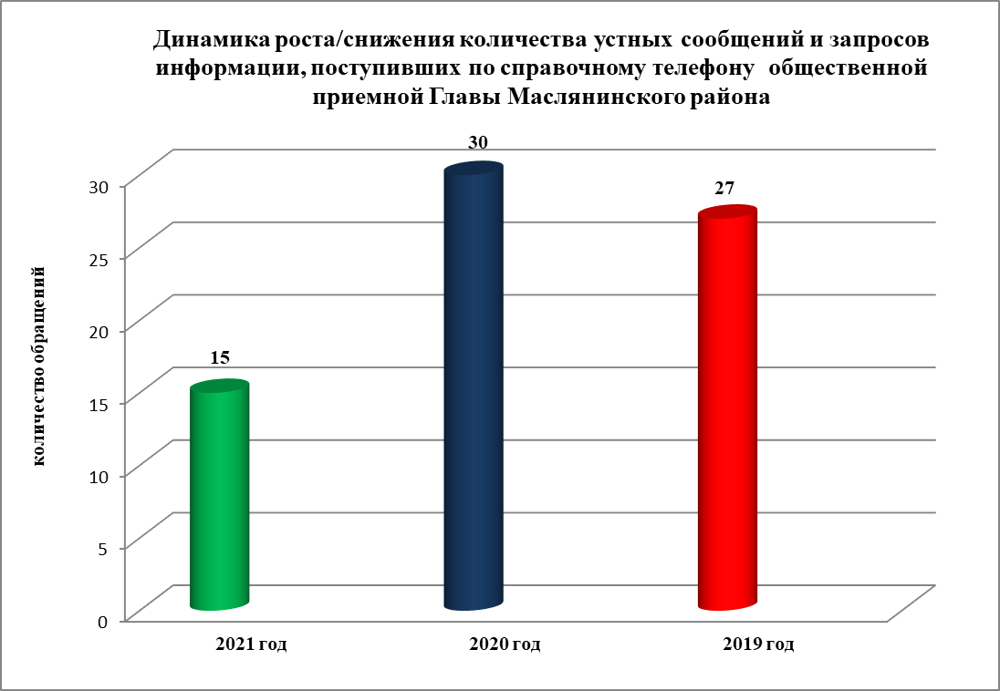 Динамика роста/снижения количества устных сообщений и запросов
информации, поступивших по справочному телефону общественной
приемной Главы Маслянинского района
количество обращений
30
25
20
15
10
5
0
15
30
27
2021 год
2020 год
2019 год